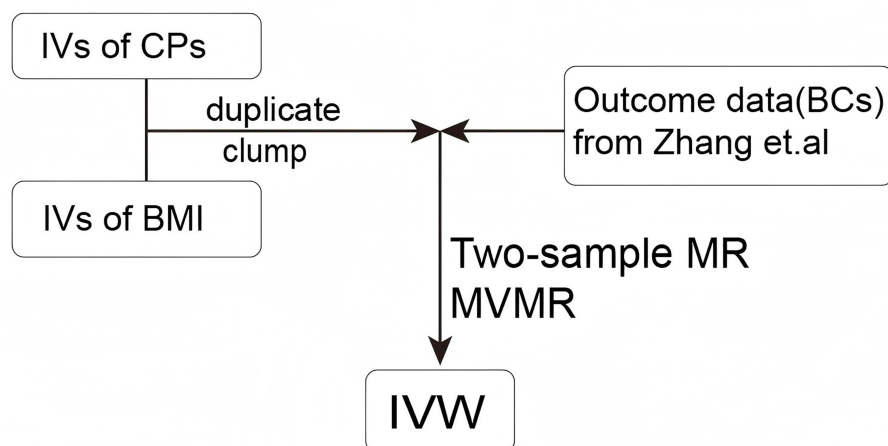 IVs of CPs
duplicate
clump
IVs of BMI
Outcome data(BCs)
from Zhang et.al
Two-sample MR
MVMR
IVW